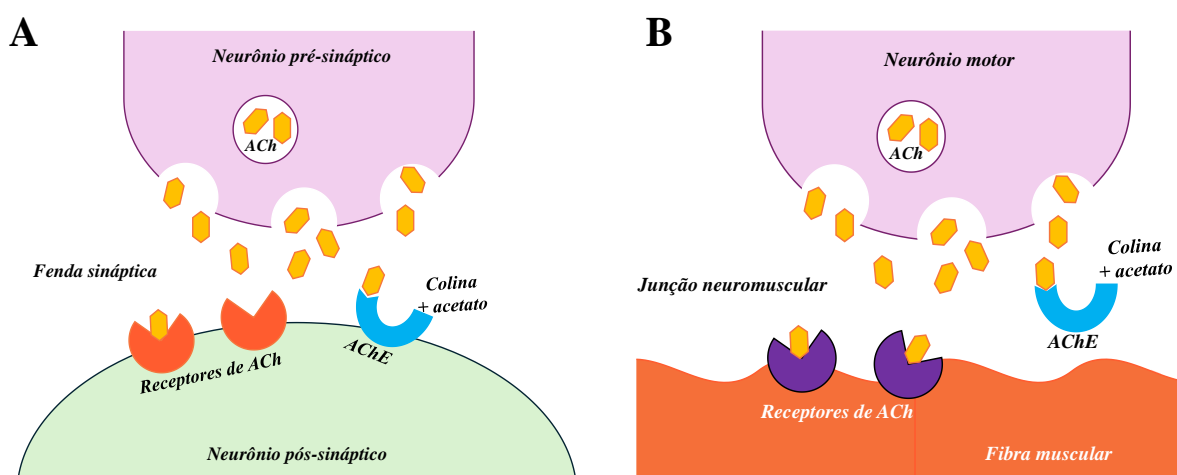 A
Neurônio pré-sináptico
ACh
Fenda sináptica
Colina
+ acetato
AChE
Receptores de ACh
Neurônio pós-sináptico
B
Neurônio motor
ACh
Junção neuromuscular
Colina
+ acetato
AChE
Receptores de ACh
Fibra muscular